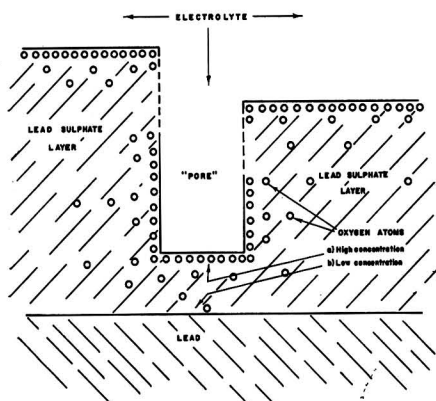 ELECTROLYTE
LEAD SULPHATE
LAYER
"PORE"
LEAD SULPHATE
LAYER
OXYGEN ATOMS
a) High concentration
b) Low concentration
LEAD